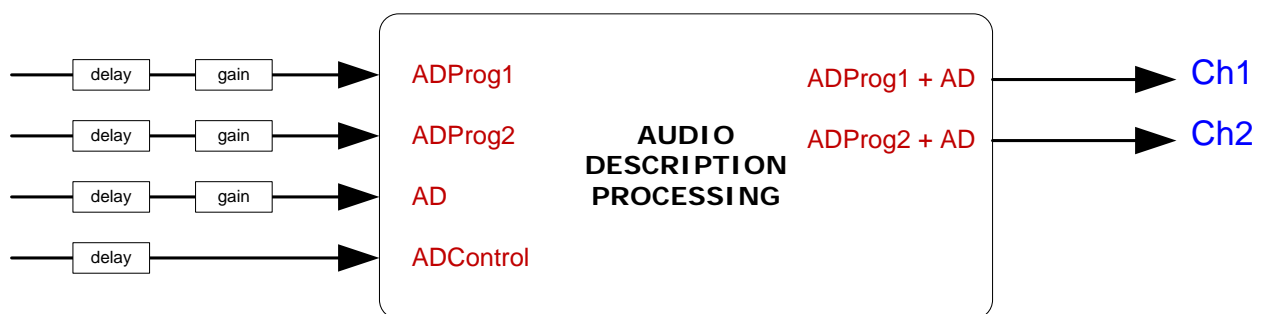 delay gain ADProg1 ADProg1 + AD Ch1
delay gain ADProg2 AUDIO ADProg2 + AD Ch2
DESCRIPTION
delay gain AD PROCESSING
delay ADControl